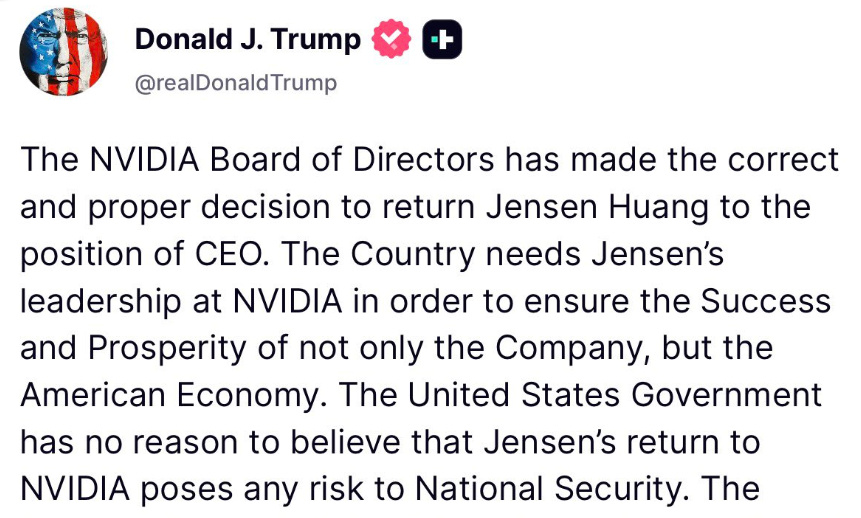 Donald J. Trump
@realDonaldTrump
The NVIDIA Board of Directors has made the correct
and proper decision to return Jensen Huang to the
position of CEO. The Country needs Jensen’s
leadership at NVIDIA in order to ensure the Success
and Prosperity of not only the Company, but the
American Economy. The United States Government
has no reason to believe that Jensen’s return to
NVIDIA poses any risk to National Security. The